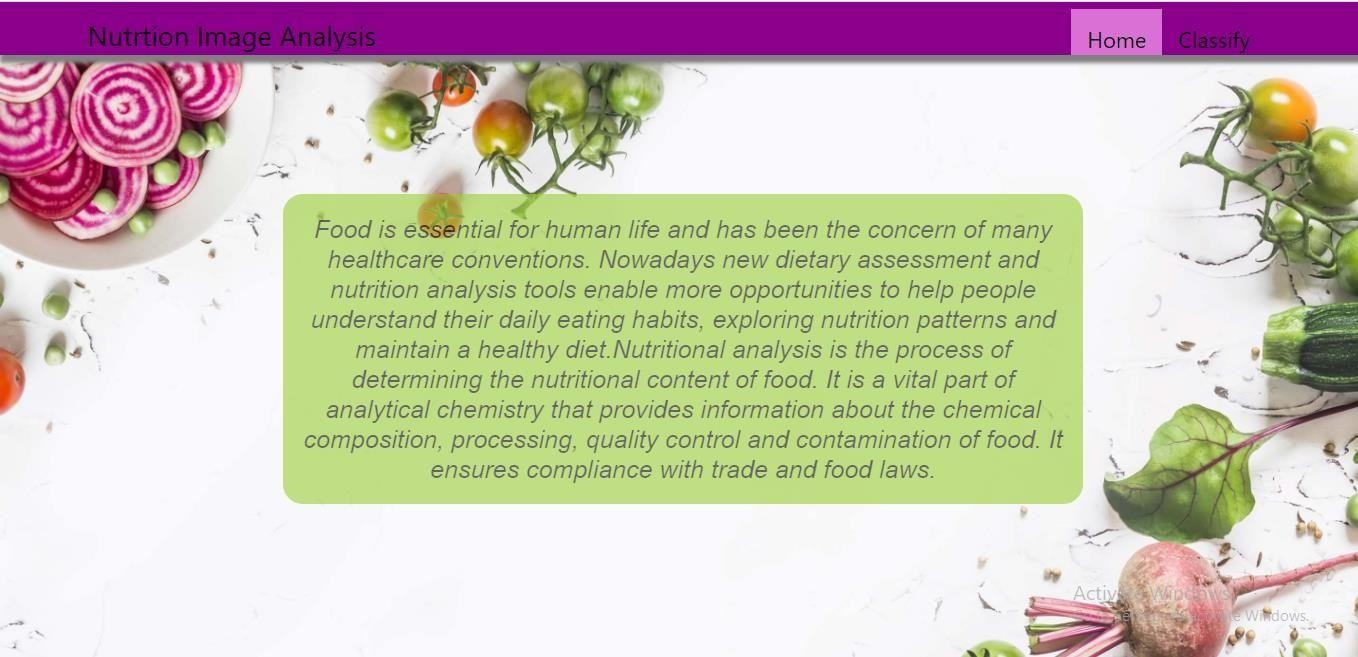 Nutrtion Image Analysis
Home
Classify
Food is essential for human life and has been the concern of many
healthcare conventions. Nowadays new dietary assessment and
nutrition analysis tools enable more opportunities to help people
understand their daily eating habits, exploring nutrition patterns and
maintain a healthy diet.Nutritional analysis is the process of
determining the nutritional content of food. It is a vital part of
analytical chemistry that provides information about the chemical
composition, processing, quality control and contamination of food. It
ensures compliance with trade and food laws.
Activate Windows
Windows.